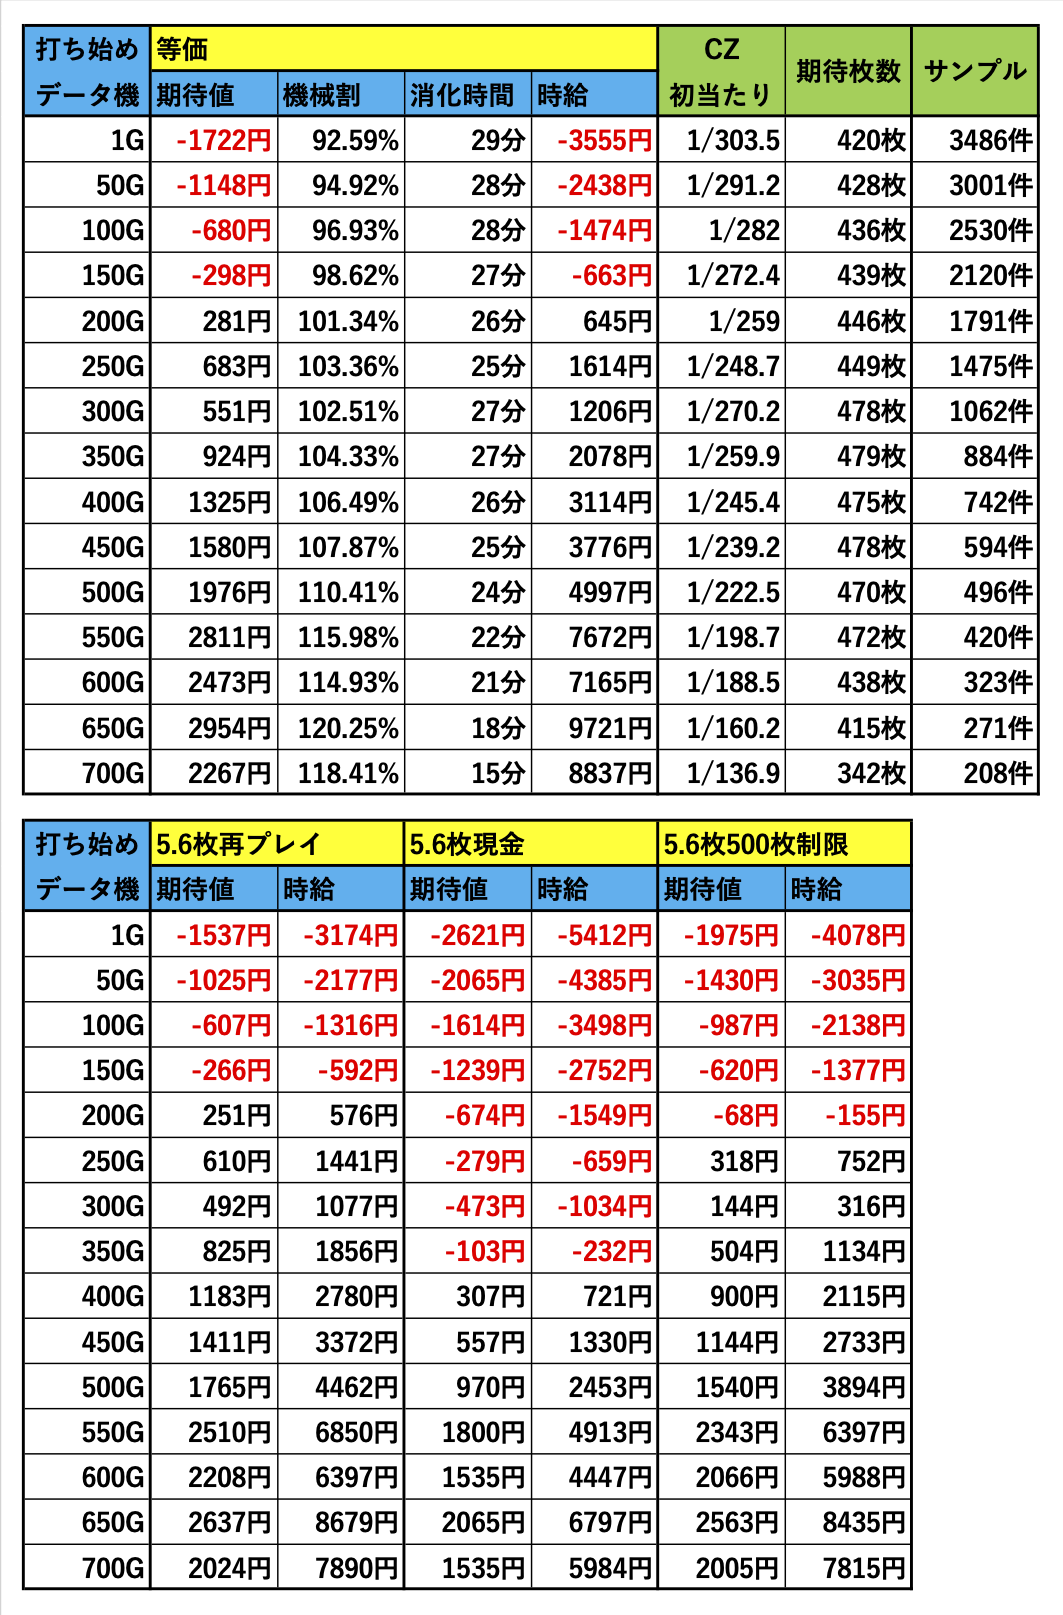 打ち始め 等価 CZ 期待枚数 サンプル
データ機 期待値 機械割 消化時間 時給 初当たり
1G -1722円 92.59% 29分 -3555円 1/303.5 420枚 3486件
50G -1148円 94.92% 28分 -2438円 1/291.2 428枚 3001件
100G -680円 96.93% 28分 -1474円 1/282 436枚 2530件
150G -298円 98.62% 27分 -663円 1/272.4 439枚 2120件
200G 281円 101.34% 26分 645円 1/259 446枚 1791件
250G 683円 103.36% 25分 1614円 1/248.7 449枚 1475件
300G 551円 102.51% 27分 1206円 1/270.2 478枚 1062件
350G 924円 104.33% 27分 2078円 1/259.9 479枚 884件
400G 1325円 106.49% 26分 3114円 1/245.4 475枚 742件
450G 1580円 107.87% 25分 3776円 1/239.2 478枚 594件
500G 1976円 110.41% 24分 4997円 1/222.5 470枚 496件
550G 2811円 115.98% 22分 7672円 1/198.7 472枚 420件
600G 2473円 114.93% 21分 7165円 1/188.5 438枚 323件
650G 2954円 120.25% 18分 9721円 1/160.2 415枚 271件
700G 2267円 118.41% 15分 8837円 1/136.9 342枚 208件
打ち始め 5.6枚再プレイ 5.6枚現金 5.6枚500枚制限
データ機 期待値 時給 期待値 時給 期待値 時給
1G -1537円 -3174円 -2621円 -5412円 -1975円 -4078円
50G -1025円 -2177円 -2065円 -4385円 -1430円 -3035円
100G -607円 -1316円 -1614円 -3498円 -987円 -2138円
150G -266円 -592円 -1239円 -2752円 -620円 -1377円
200G 251円 576円 -674円 -1549円 -68円 -155円
250G 610円 1441円 -279円 -659円 318円 752円
300G 492円 1077円 -473円 -1034円 144円 316円
350G 825円 1856円 -103円 -232円 504円 1134円
400G 1183円 2780円 307円 721円 900円 2115円
450G 1411円 3372円 557円 1330円 1144円 2733円
500G 1765円 4462円 970円 2453円 1540円 3894円
550G 2510円 6850円 1800円 4913円 2343円 6397円
600G 2208円 6397円 1535円 4447円 2066円 5988円
650G 2637円 8679円 2065円 6797円 2563円 8435円
700G 2024円 7890円 1535円 5984円 2005円 7815円